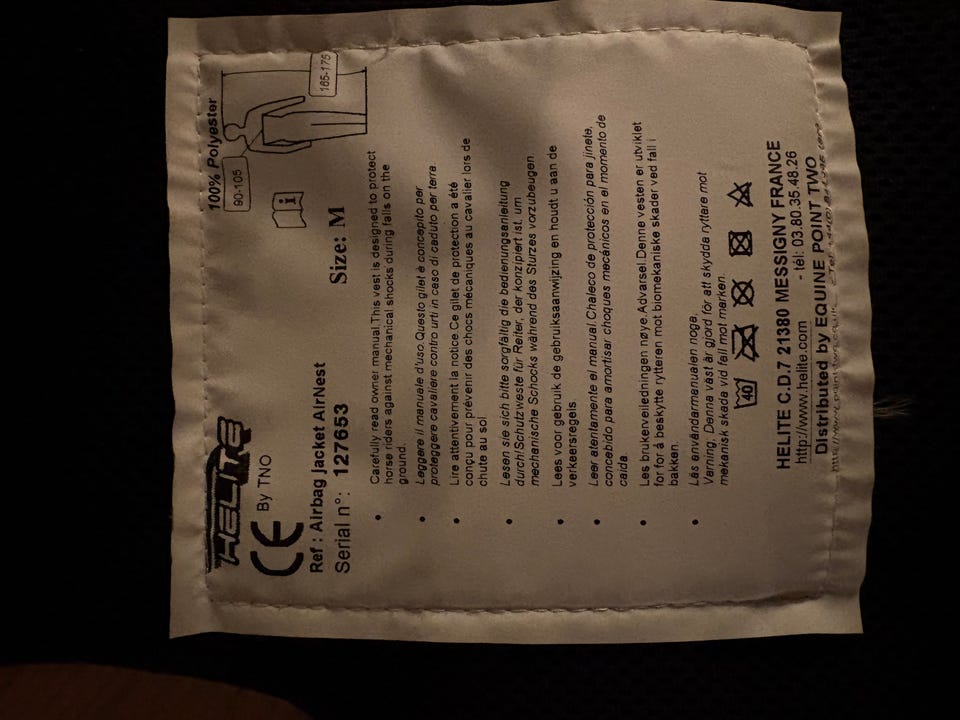 HELITE
CE By TNO
100% Polyester
90-105
165-175
Ref : Airbag jacket AirNest
Serial n°: 127653
Size: M
• Carefully read owner manual.This vest is designed to protect
horse riders against mechanical shocks during falls on the
ground.
• Leggere il manuale d'uso.Questo gilet è concepito per
proteggere cavaliere contro urti in caso di caduto per terra.
• Lire attentivement la notice.Ce gilet de protection a été
conçu pour prévenir des chocs mécaniques au cavalier lors de
chute au sol.
• Lesen sie sich bitte sorgfältig die bedienungsanleitung
durch!Schutzweste für Reiter, der konzipiert ist, um
mechanische Schocks während des Sturzes vorzubeugen.
• Lees voor gebruik de gebruiksaanwijzing en houdt u aan de
verkeersregels
• Leer atentamente el manual.Chaleco de protección para jinete,
concebido para amortisar choques mecánicos en el momento de
caida.
• Les brukerveiledningen nøye.Advarsel.Denne vesten er utviklet
for for å beskytte rytteren mot biomekaniske skader ved fall i
bakken.
• Läs användarmanualen noga.
Varning. Denna väst är gjord för att skydda ryttare mot
mekanisk skada vid fall mot marken.
40
HELITE C.D.7 21380 MESSIGNY FRANCE
http://www.helite.com - tél: 03.80.35.48.26
Distributed by EQUINE POINT TWO